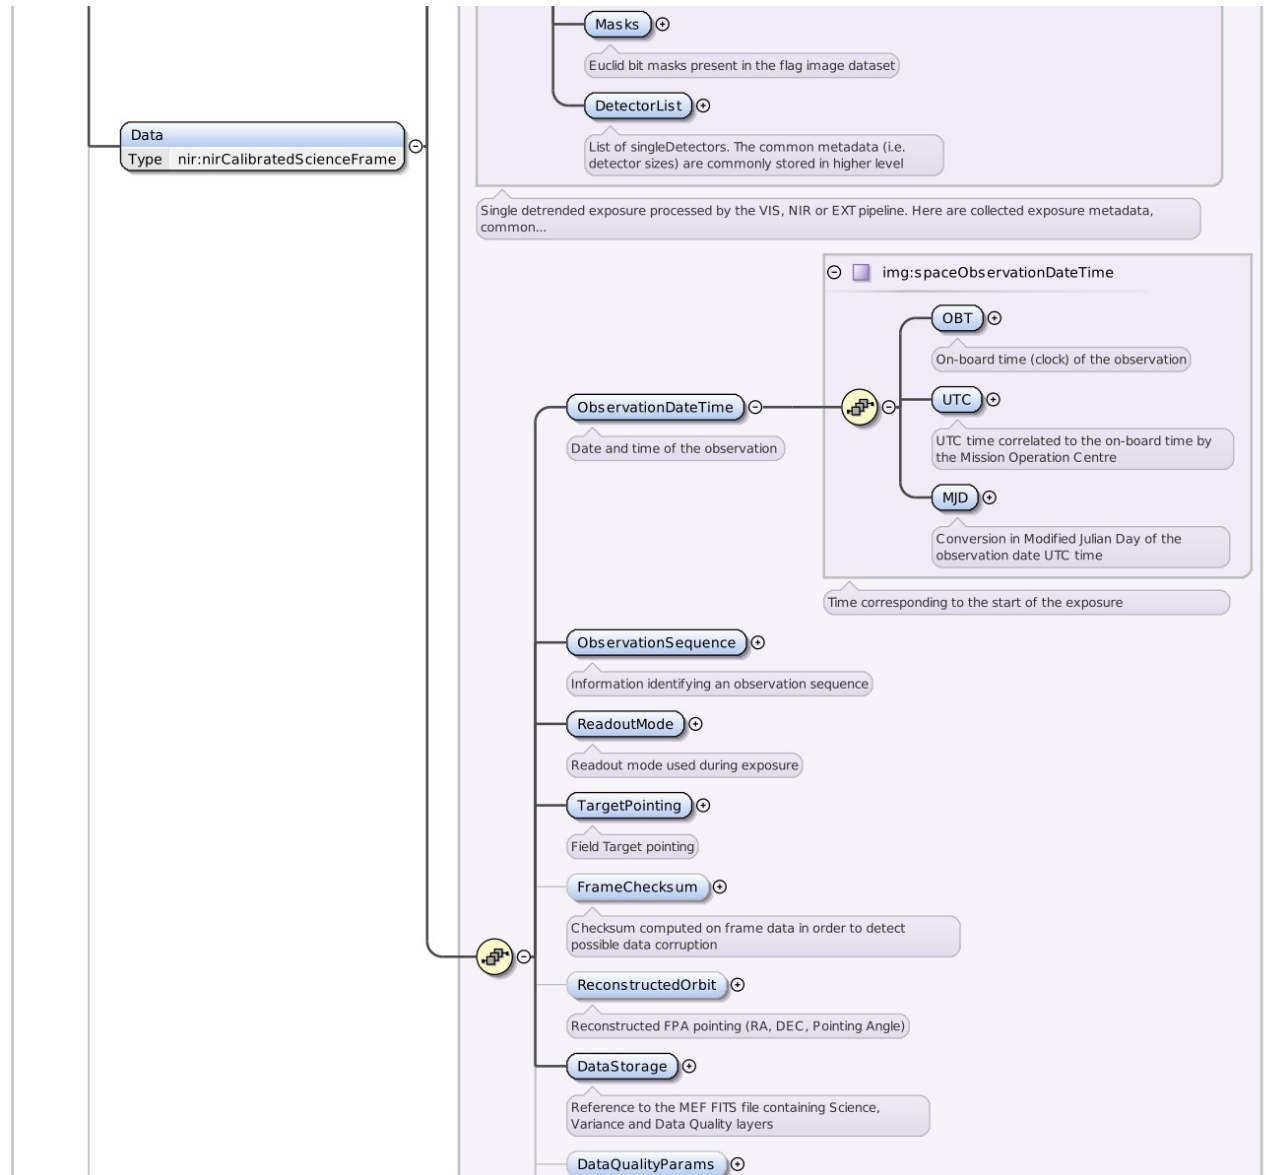 Masks
Euclid bit masks present in the flag image dataset
DetectorList
List of singleDetectors. The common metadata (i.e.
detector sizes) are commonly stored in higher level
Data
Type nir:nirCalibratedScienceFrame
Single detrended exposure processed by the VIS, NIR or EXT pipeline. Here are collected exposure metadata,
common...
img:spaceObservationDateTime
OBT
On-board time (clock) of the observation
UTC
UTC time correlated to the on-board time by
the Mission Operation Centre
MJD
Conversion in Modified Julian Day of the
observation date UTC time
Time corresponding to the start of the exposure
ObservationDateTime
Date and time of the observation
ObservationSequence
Information identifying an observation sequence
ReadoutMode
Readout mode used during exposure
TargetPointing
Field Target pointing
FrameChecksum
Checksum computed on frame data in order to detect
possible data corruption
ReconstructedOrbit
Reconstructed FPA pointing (RA, DEC, Pointing Angle)
DataStorage
Reference to the MEF FITS file containing Science,
Variance and Data Quality layers
DataQualityParams